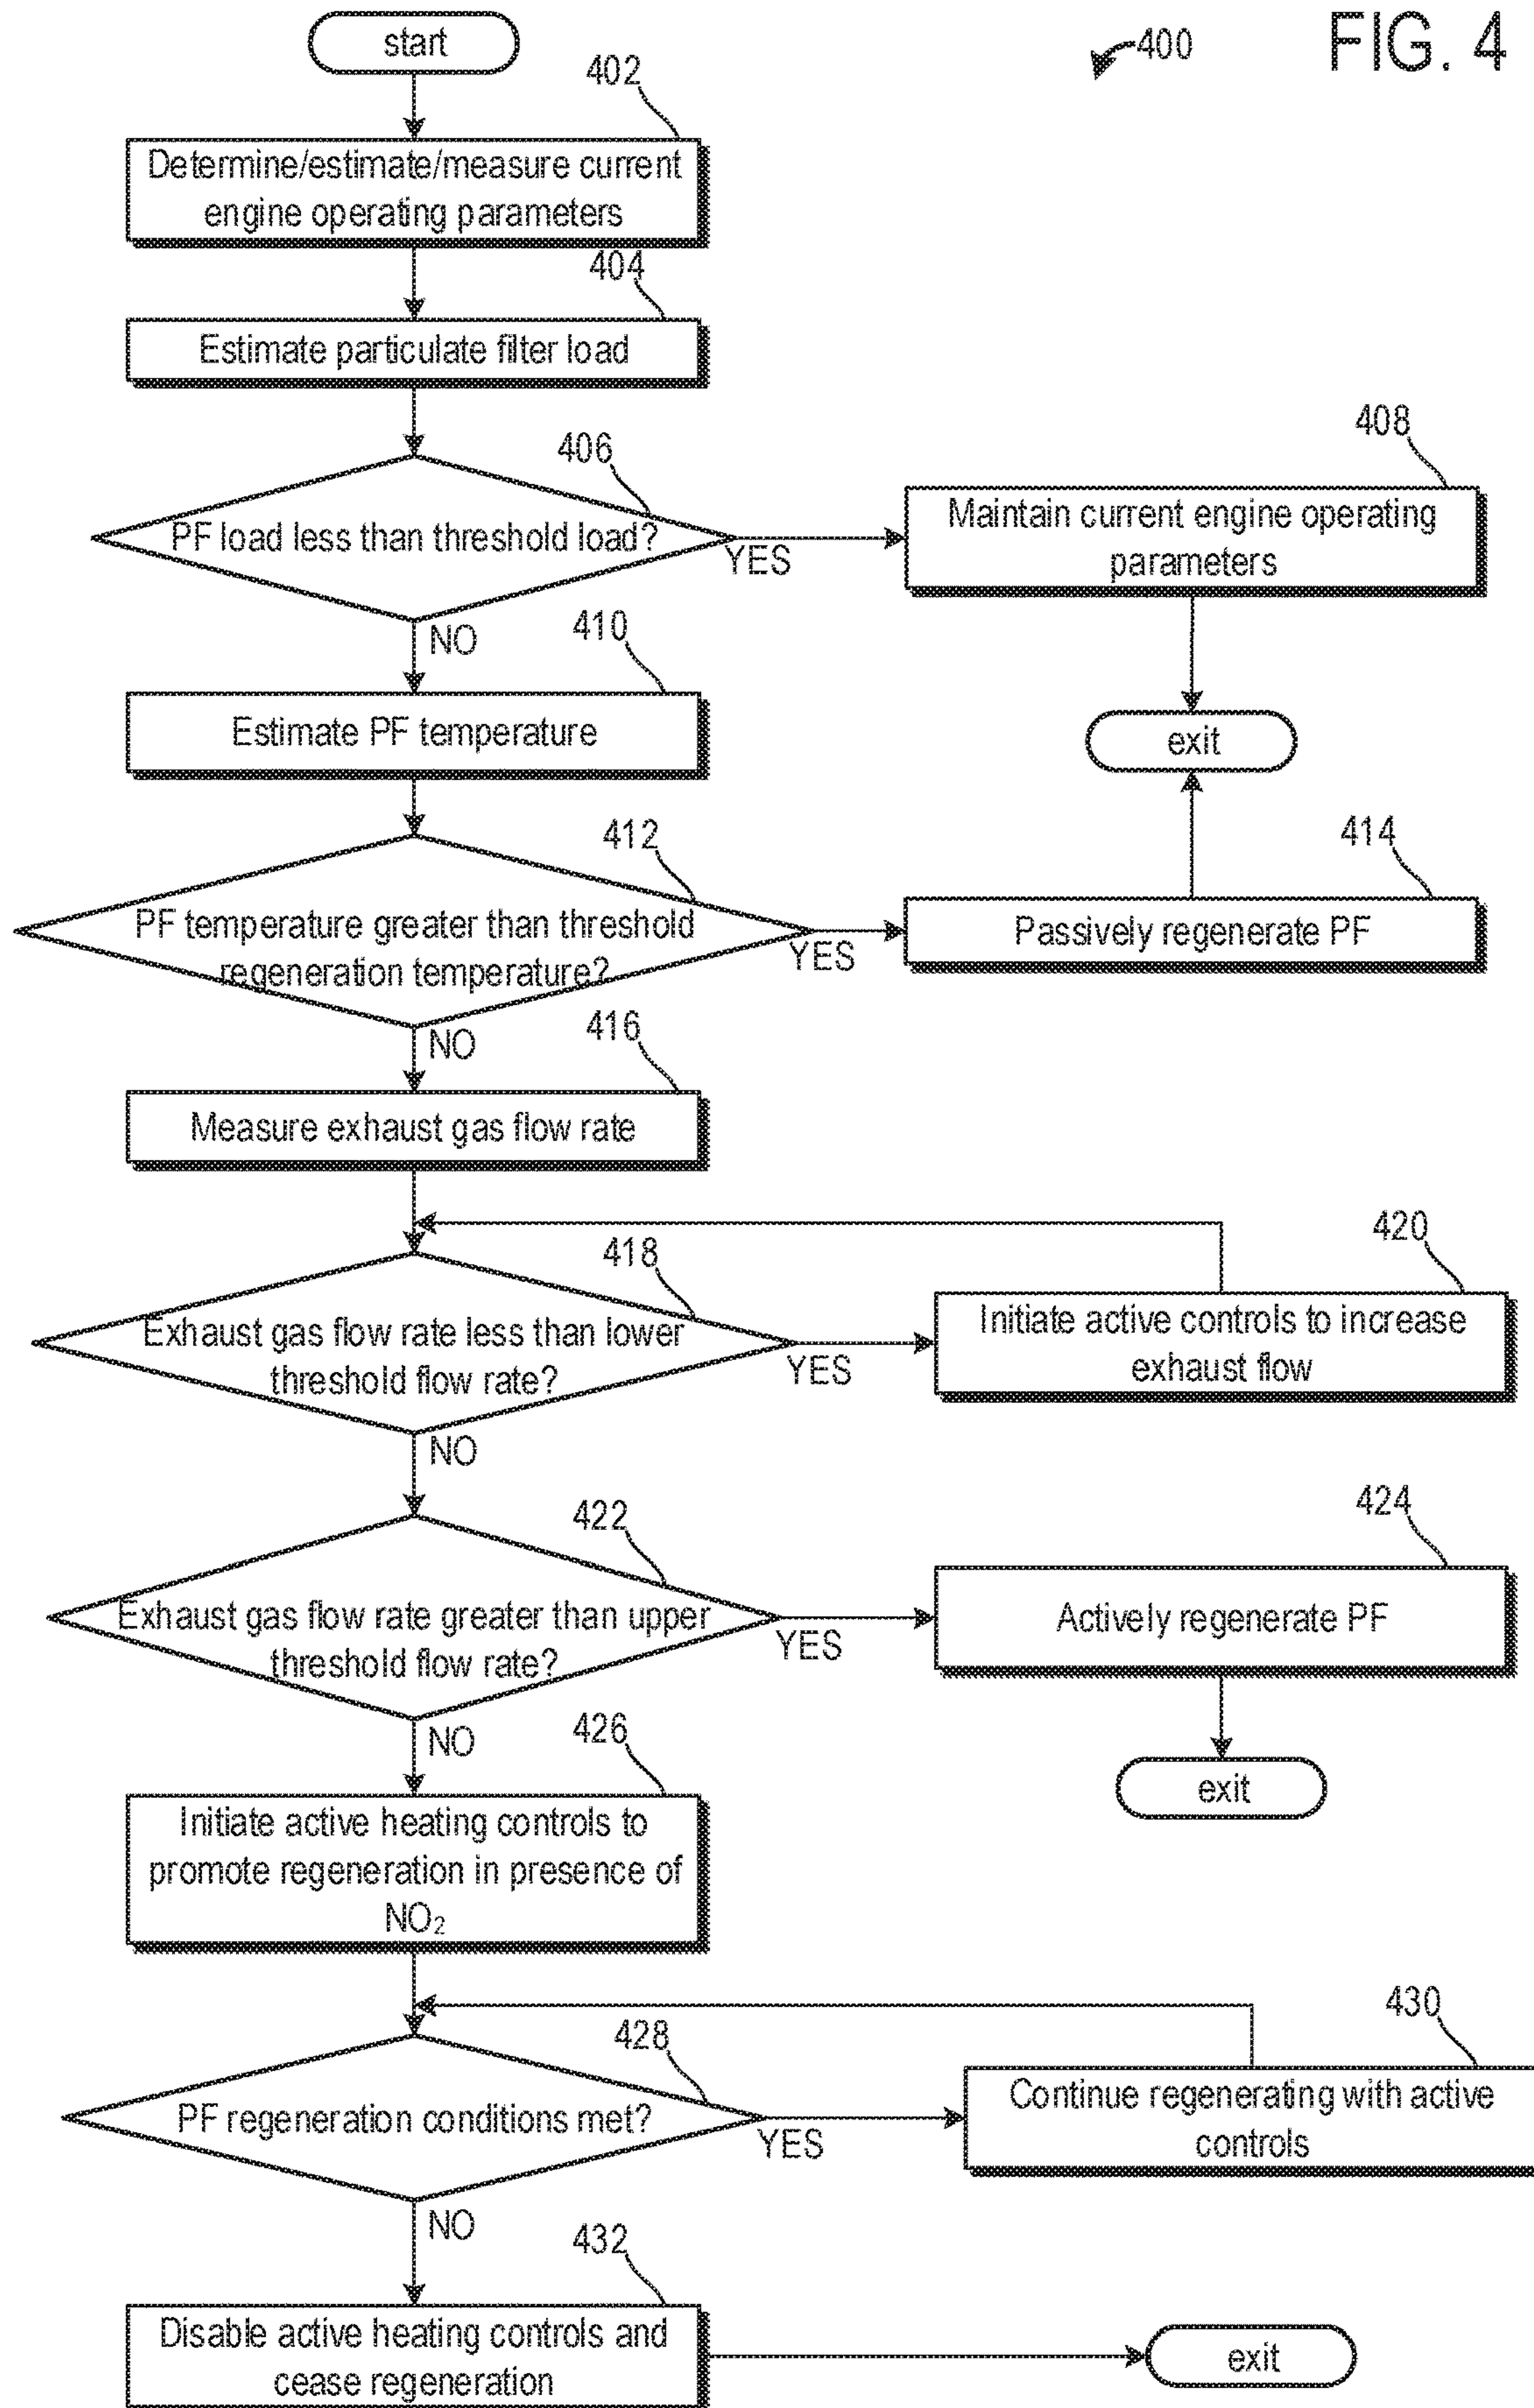 FIG. 4
400
start
402
Determine/estimate/measure current
engine operating parameters
404
Estimate particulate filter load
406
PF load less than threshold load?
YES
NO
408
Maintain current engine operating
parameters
exit
410
Estimate PF temperature
412
PF temperature greater than threshold
regeneration temperature?
YES
NO
414
Passively regenerate PF
416
Measure exhaust gas flow rate
418
Exhaust gas flow rate less than lower
threshold flow rate?
YES
NO
420
Initiate active controls to increase
exhaust flow
422
Exhaust gas flow rate greater than upper
threshold flow rate?
YES
NO
424
Actively regenerate PF
exit
426
Initiate active heating controls to
promote regeneration in presence of
NO₂
428
PF regeneration conditions met?
YES
NO
430
Continue regenerating with active
controls
432
Disable active heating controls and
cease regeneration
exit